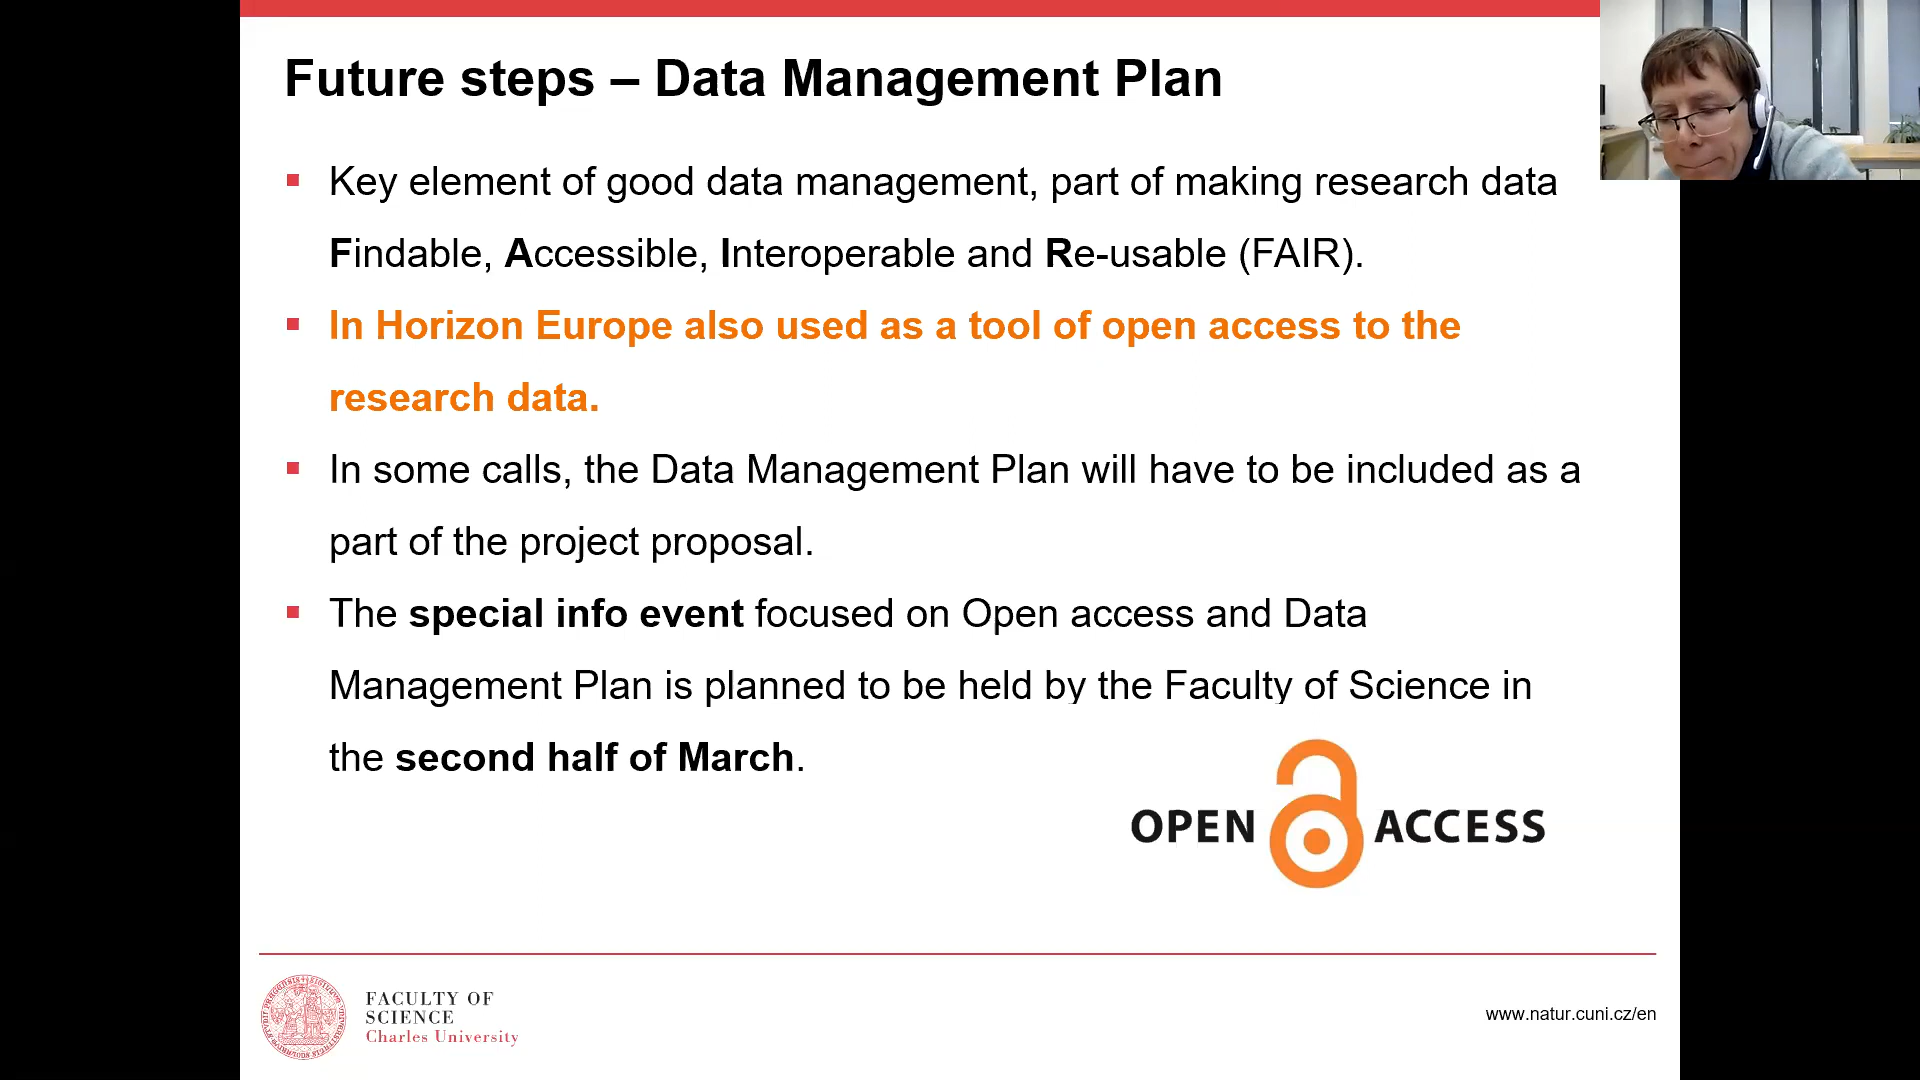 Future steps – Data Management Plan
Key element of good data management, part of making research data
Findable, Accessible, Interoperable and Re-usable (FAIR).
In Horizon Europe also used as a tool of open access to the
research data.
In some calls, the Data Management Plan will have to be included as a
part of the project proposal.
The special info event focused on Open access and Data
Management Plan is planned to be held by the Faculty of Science in
the second half of March.
OPEN ACCESS
FACULTY OF
SCIENCE
Charles University
www.natur.cuni.cz/en